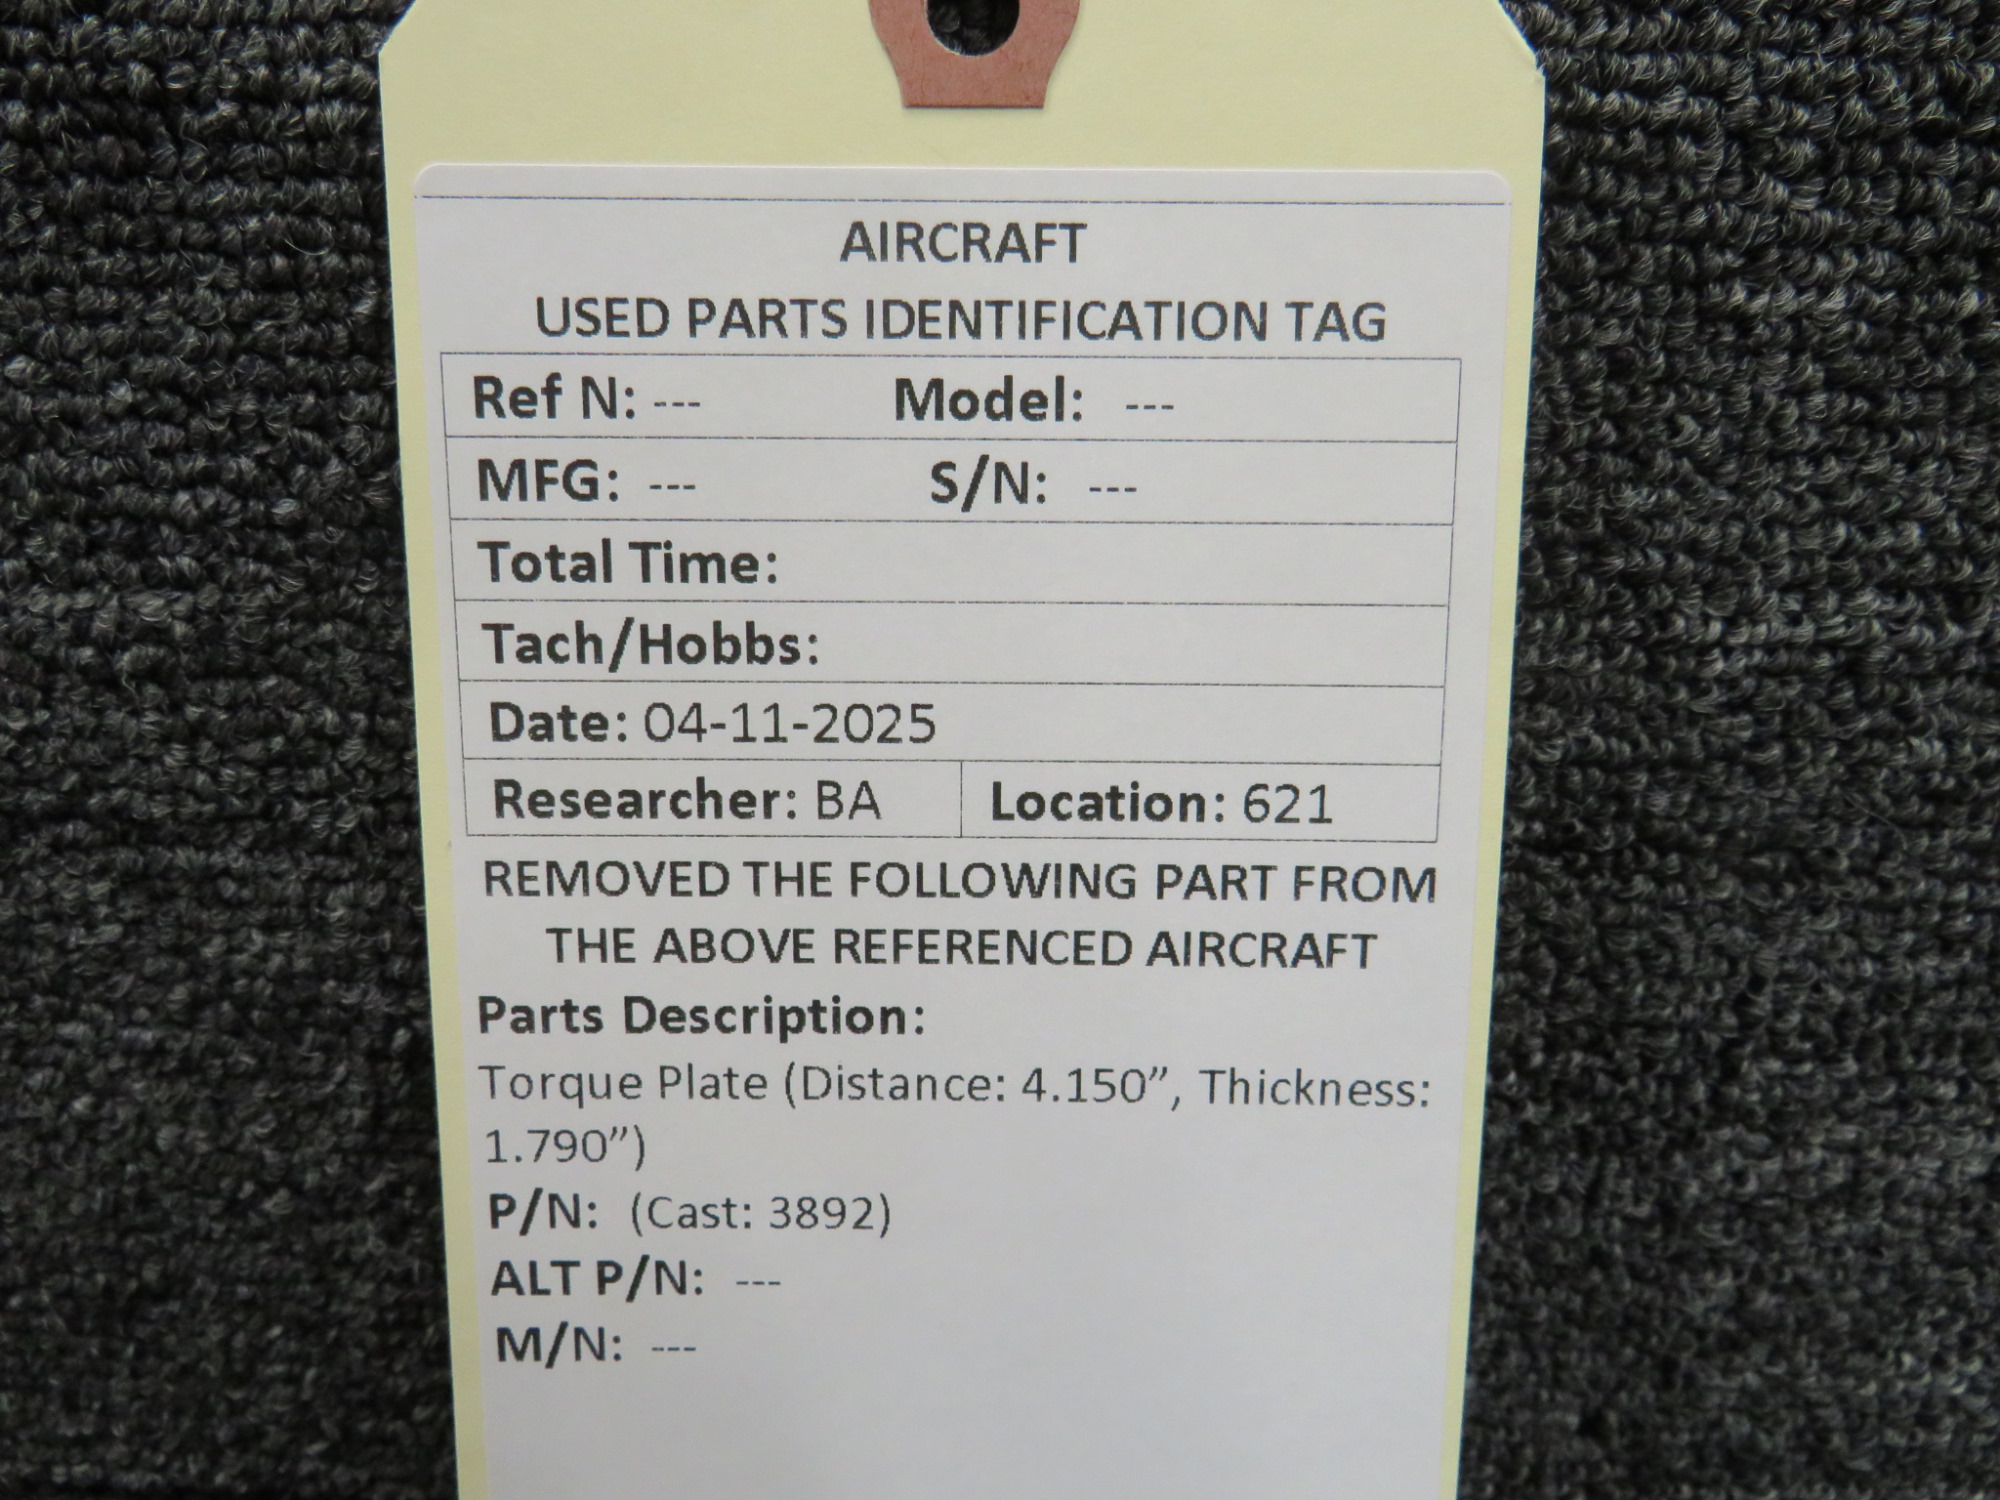 AIRCRAFT
USED PARTS IDENTIFICATION TAG
Ref N: --- Model: ---
MFG: --- S/N: ---
Total Time:
Tach/Hobbs:
Date: 04-11-2025
Researcher: BA Location: 621
REMOVED THE FOLLOWING PART FROM
THE ABOVE REFERENCED AIRCRAFT
Parts Description:
Torque Plate (Distance: 4.150”, Thickness:
1.790”)
P/N: (Cast: 3892)
ALT P/N: ---
M/N: ---